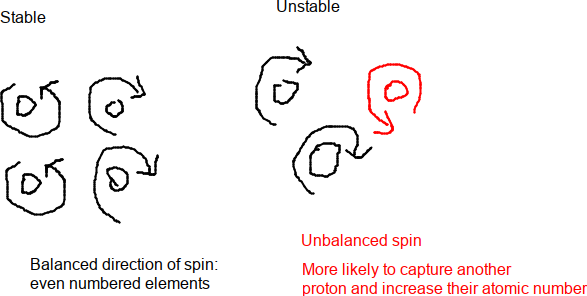 Stable
Unstable
Balanced direction of spin:
even numbered elements
Unbalanced spin
More likely to capture another
proton and increase their atomic number